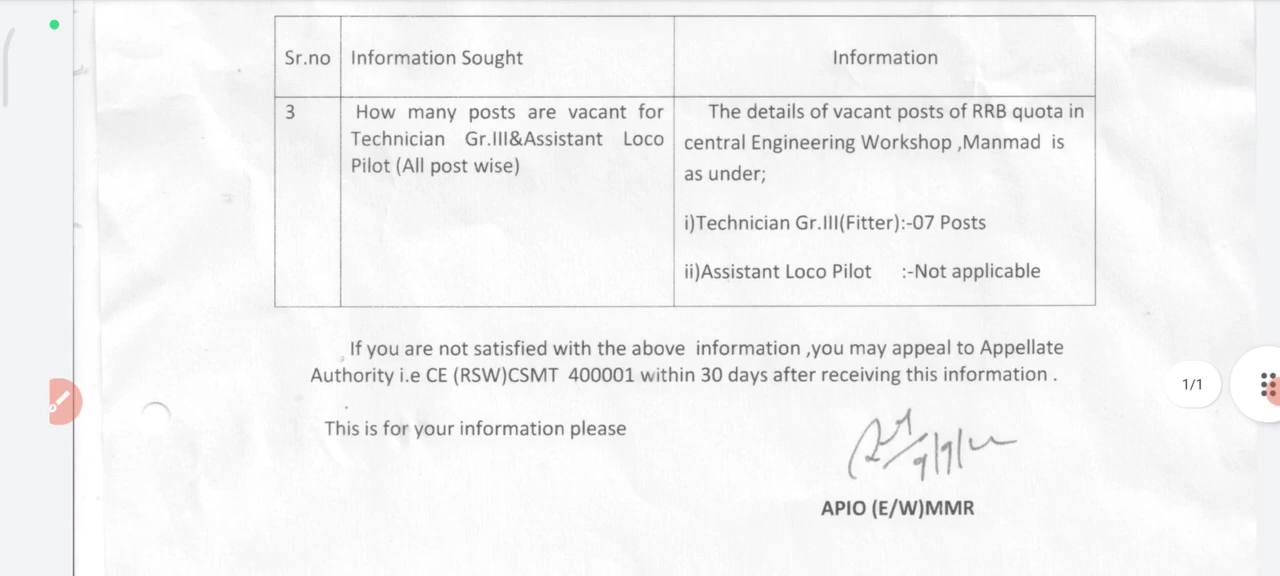 Sr.no Information Sought Information
3 How many posts are vacant for
Technician Gr.III&Assistant Loco
Pilot (All post wise)
The details of vacant posts of RRB quota in
central Engineering Workshop ,Manmad is
as under;
i)Technician Gr.III(Fitter):-07 Posts
ii)Assistant Loco Pilot :-Not applicable
If you are not satisfied with the above information ,you may appeal to Appellate
Authority i.e CE (RSW)CSMT 400001 within 30 days after receiving this information .
1/1
This is for your information please
APIO (E/W)MMR